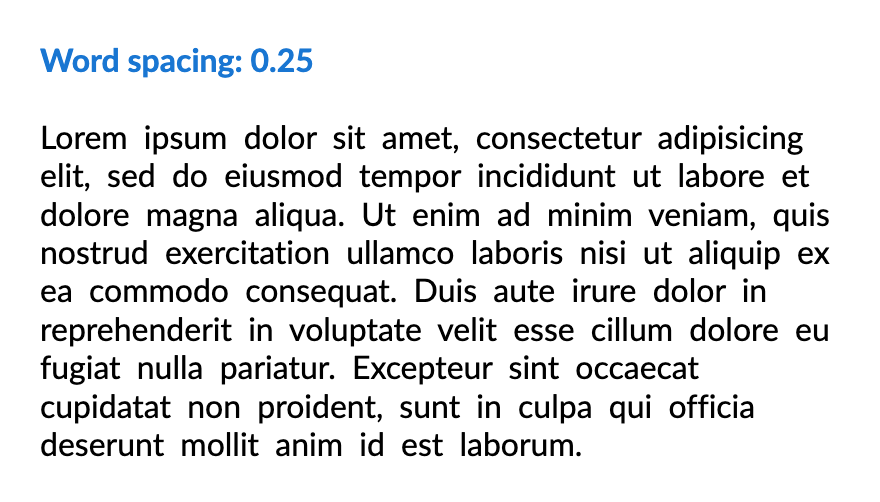 Word spacing: 0.25
Lorem ipsum dolor sit amet, consectetur adipisicing
elit, sed do eiusmod tempor incididunt ut labore et
dolore magna aliqua. Ut enim ad minim veniam, quis
nostrud exercitation ullamco laboris nisi ut aliquip ex
ea commodo consequat. Duis aute irure dolor in
reprehenderit in voluptate velit esse cillum dolore eu
fugiat nulla pariatur. Excepteur sint occaecat
cupidatat non proident, sunt in culpa qui officia
deserunt mollit anim id est laborum.